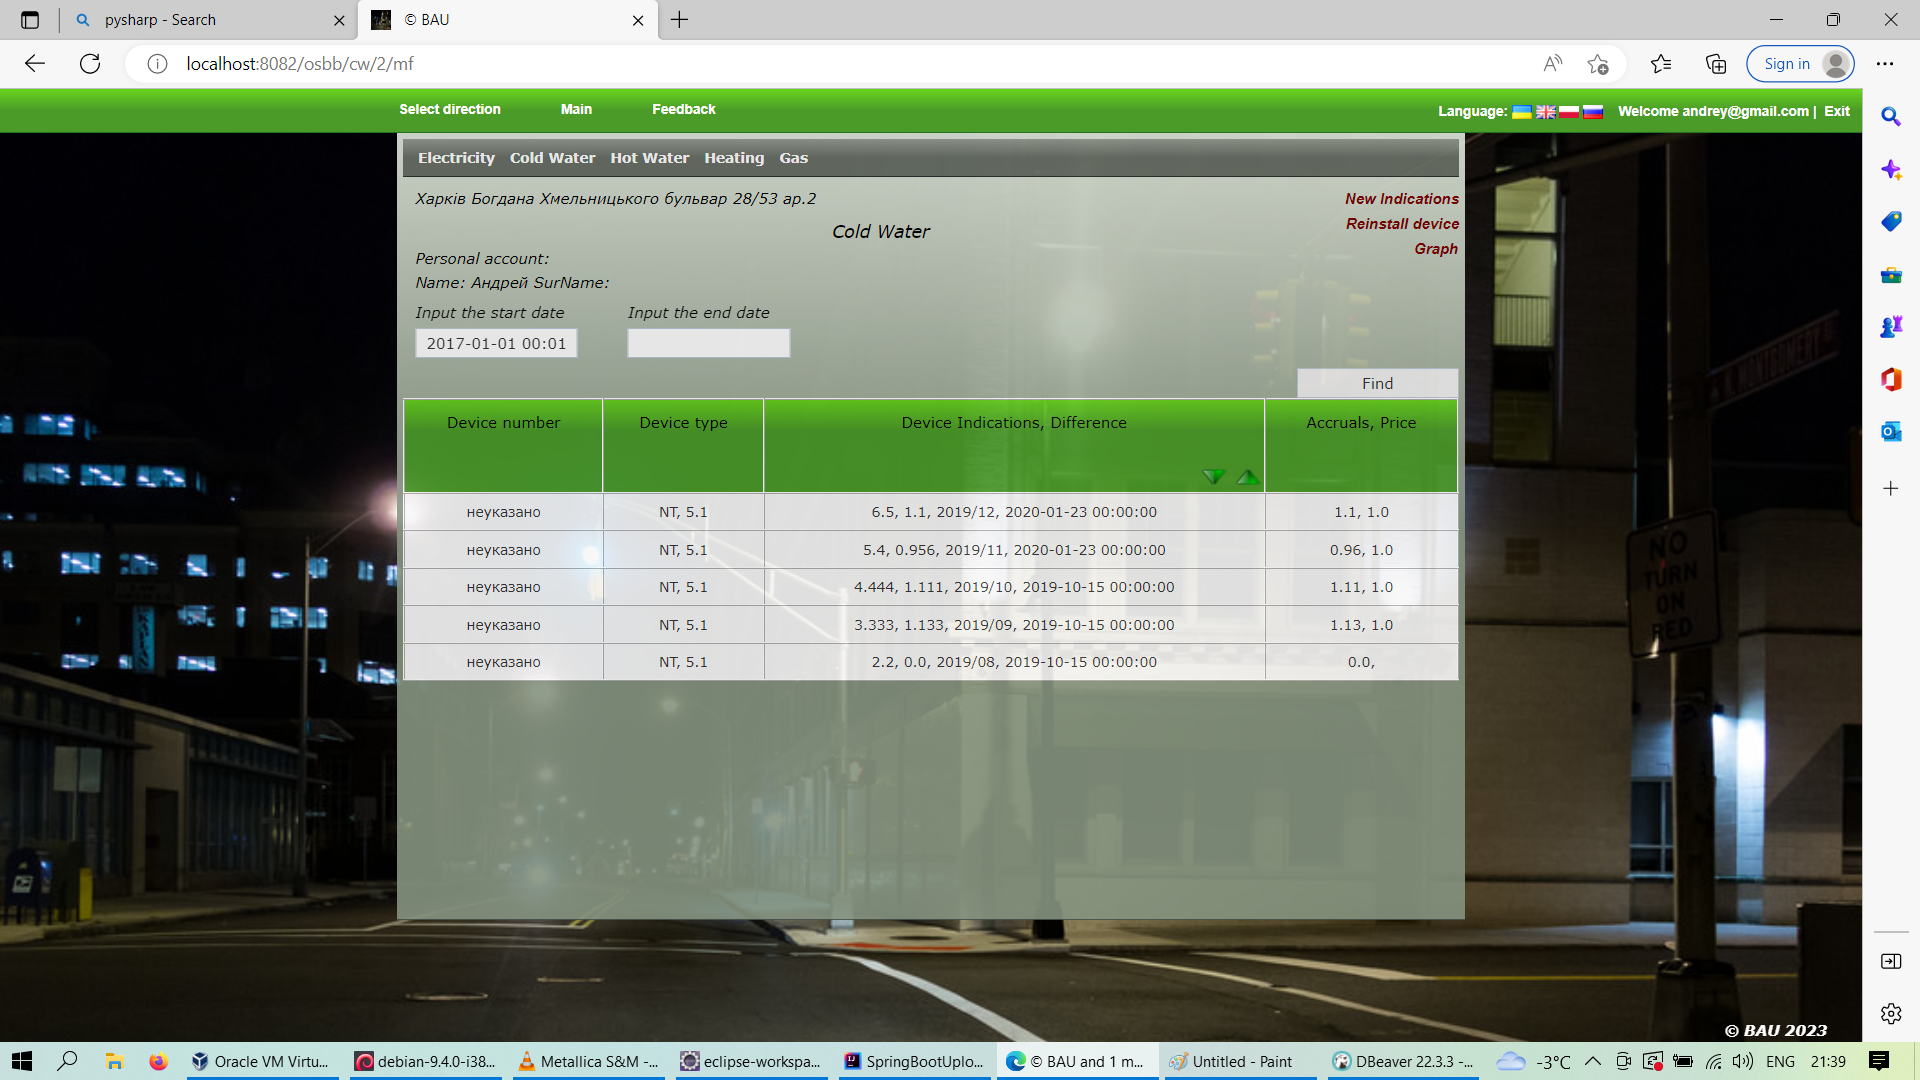 pysharp - Search
© BAU
localhost:8082/osbb/cw/2/mf
Sign in
Select direction Main Feedback
Language: Welcome andrey@gmail.com | Exit
Electricity Cold Water Hot Water Heating Gas
Харків Богдана Хмельницького бульвар 28/53 ap.2
New Indications
Reinstall device
Graph
Cold Water
Personal account:
Name: Андрей SurName:
Input the start date Input the end date
2017-01-01 00:01
Find
Device number Device type Device Indications, Difference Accruals, Price
неуказано NT, 5.1 6.5, 1.1, 2019/12, 2020-01-23 00:00:00 1.1, 1.0
неуказано NT, 5.1 5.4, 0.956, 2019/11, 2020-01-23 00:00:00 0.96, 1.0
неуказано NT, 5.1 4.444, 1.111, 2019/10, 2019-10-15 00:00:00 1.11, 1.0
неуказано NT, 5.1 3.333, 1.133, 2019/09, 2019-10-15 00:00:00 1.13, 1.0
неуказано NT, 5.1 2.2, 0.0, 2019/08, 2019-10-15 00:00:00 0.0,
NO
TURN
ON
RED
© BAU 2023
Oracle VM Virtu... debian-9.4.0-i38... Metallica S&M -... eclipse-workspa... SpringBootUplo... © BAU and 1 m... Untitled - Paint DBeaver 22.3.3 -... -3°C ENG 21:39